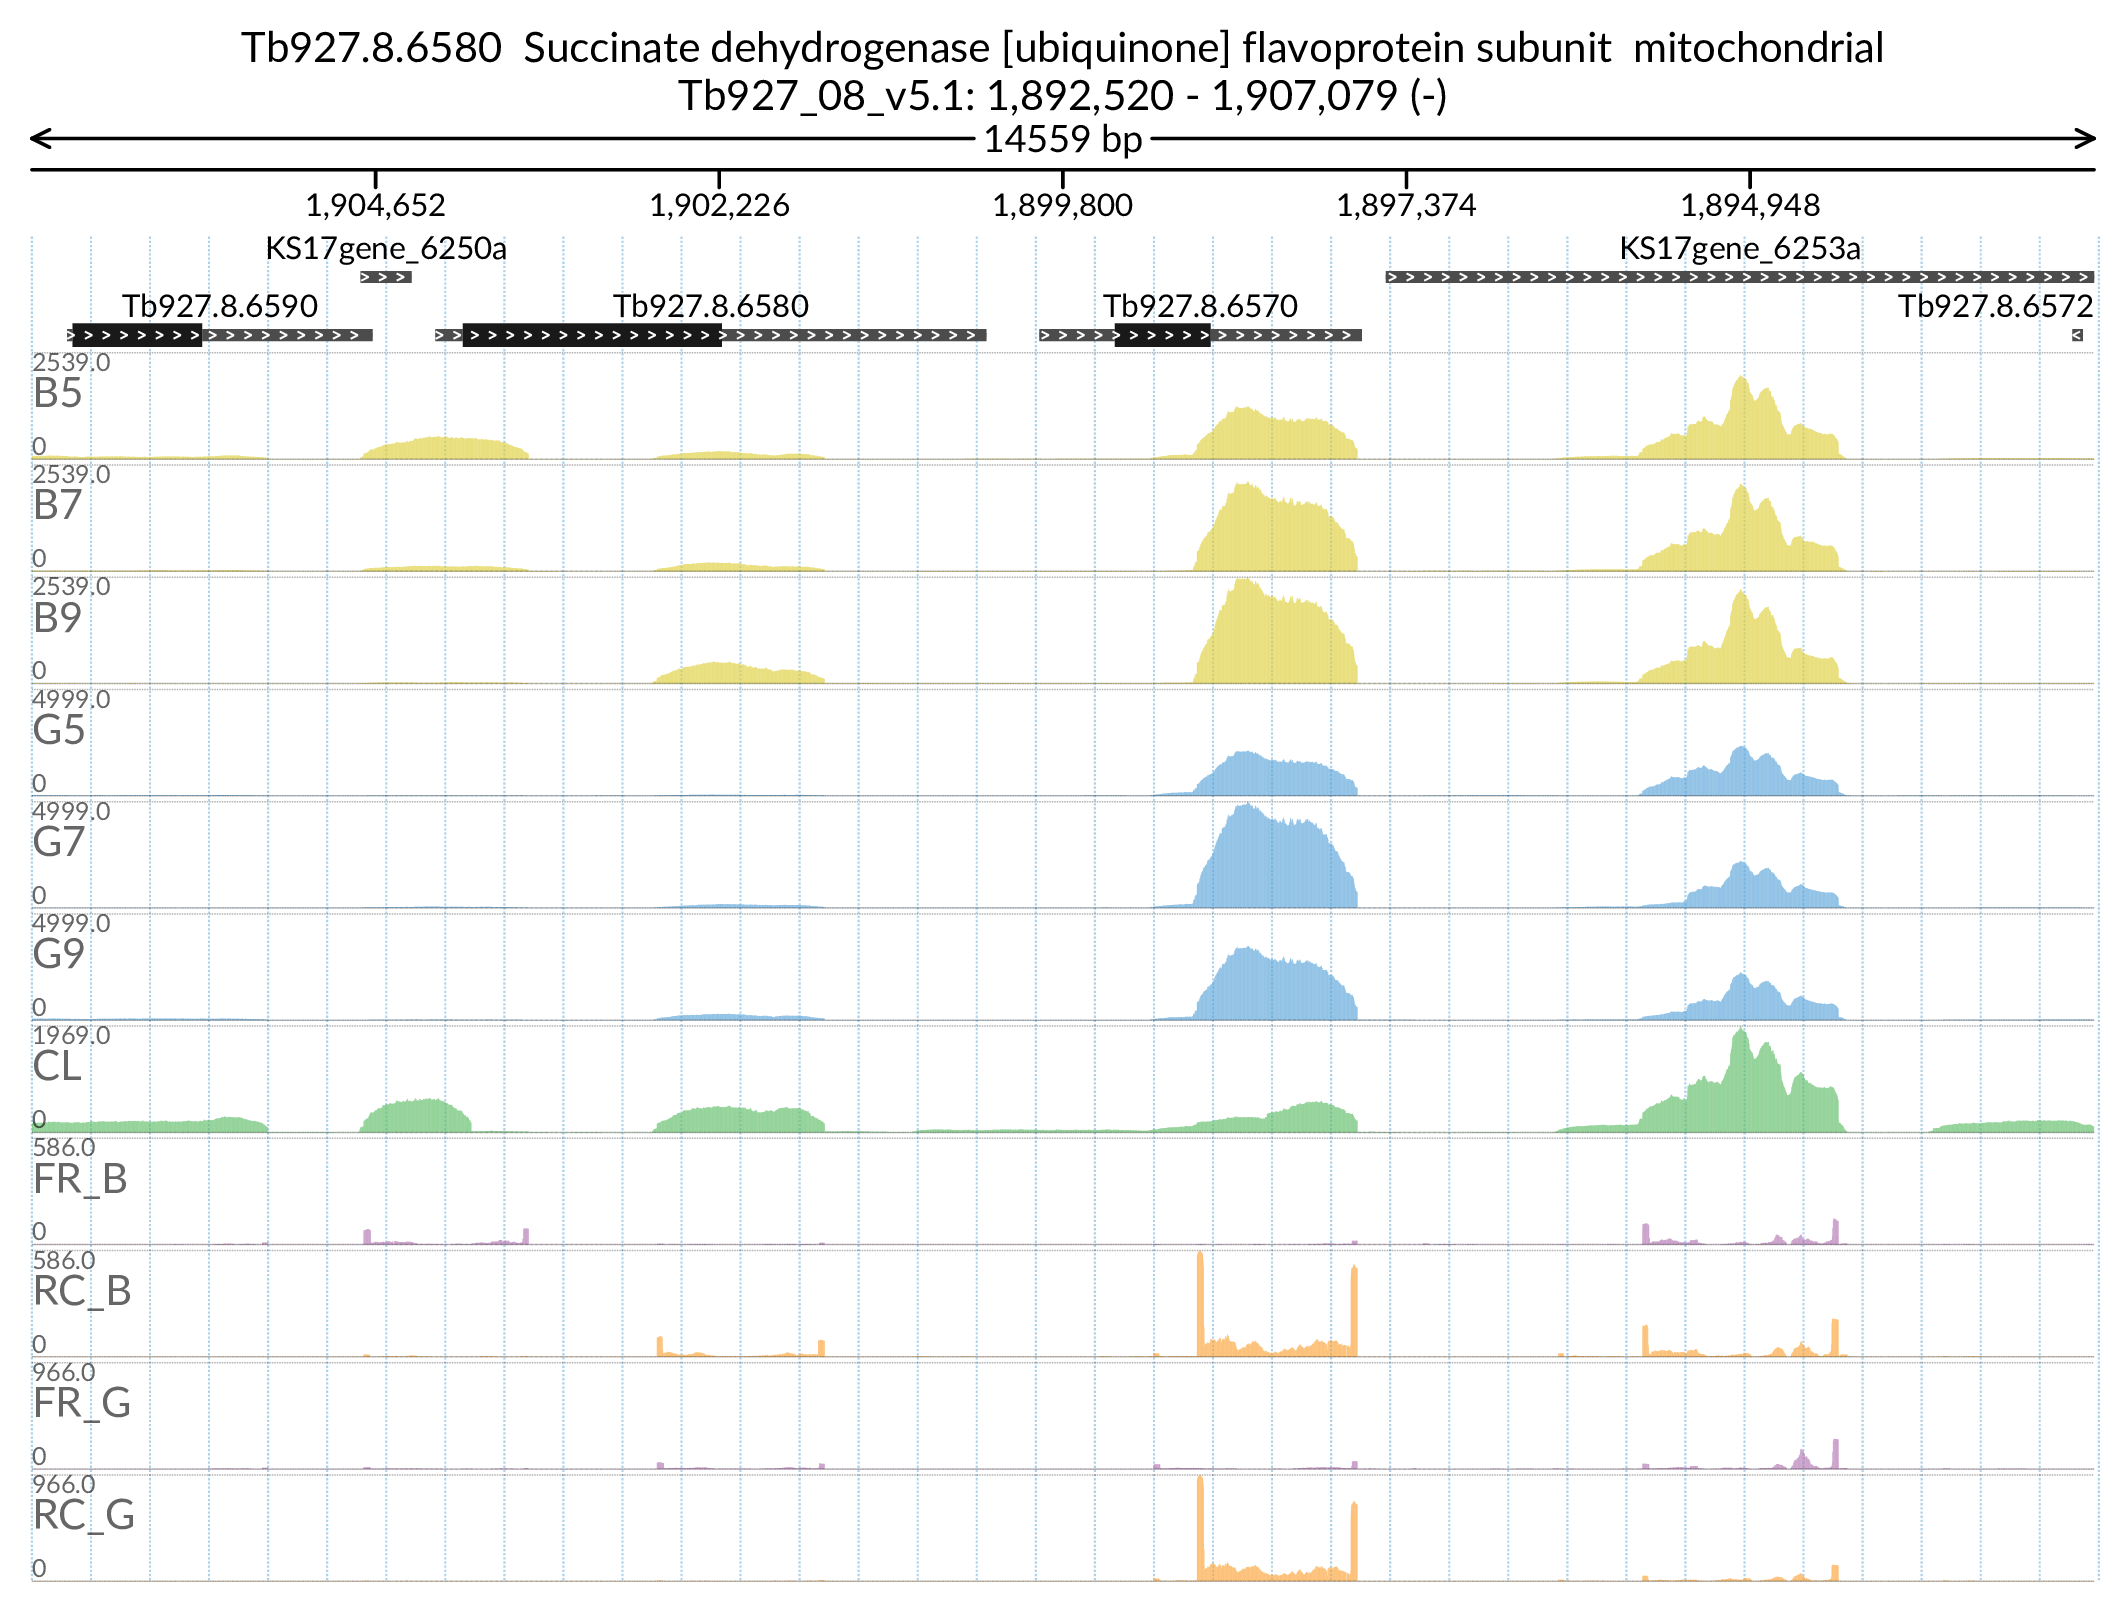 Tb927.8.6580 Succinate dehydrogenase [ubiquinone] flavoprotein subunit mitochondrial
Tb927_08_v5.1: 1,892,520 - 1,907,079 (-)
14559 bp
1,904,652 1,902,226 1,899,800 1,897,374 1,894,948
KS17gene_6250a KS17gene_6253a
Tb927.8.6590 Tb927.8.6580 Tb927.8.6570 Tb927.8.6572
2539.0
B5
0
2539.0
B7
0
2539.0
B9
0
4999.0
G5
0
4999.0
G7
0
4999.0
G9
0
1969.0
CL
0
586.0
FR_B
0
586.0
RC_B
0
966.0
FR_G
0
966.0
RC_G
0